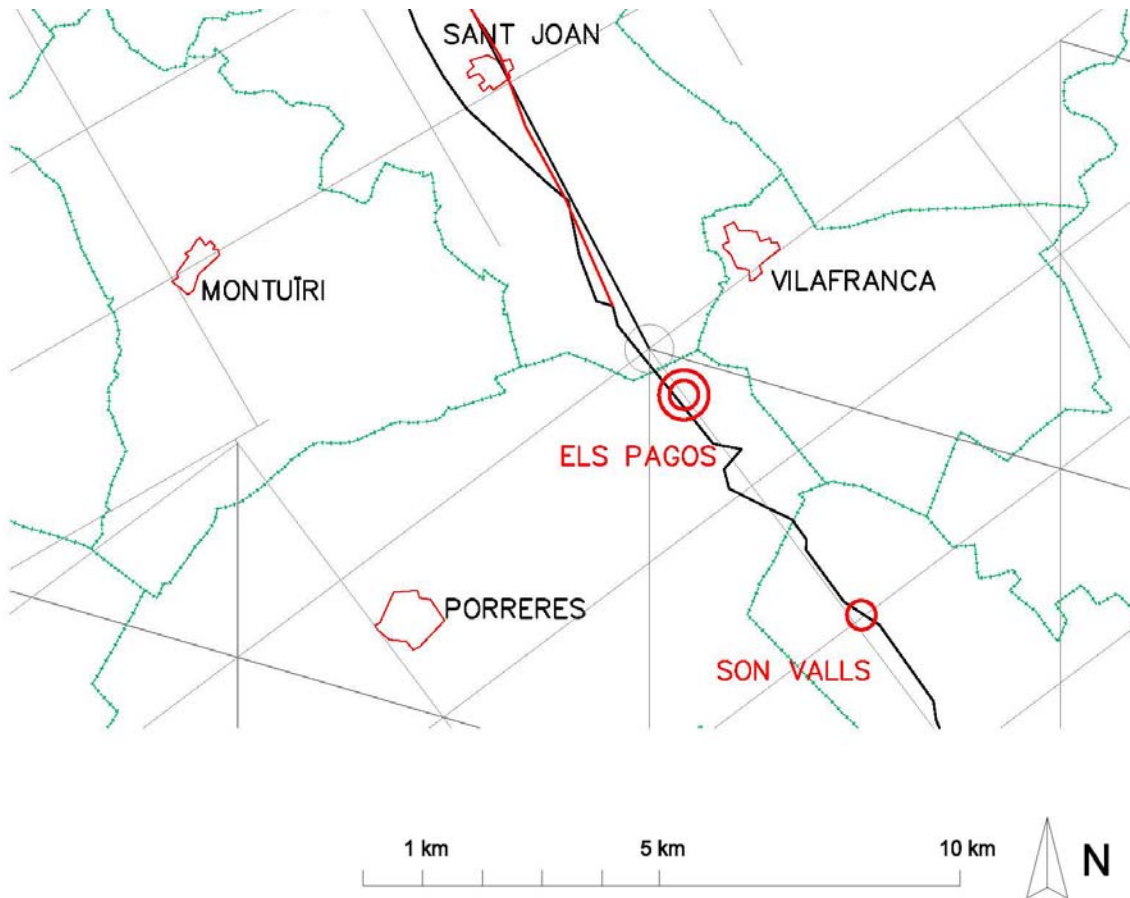 SANT JOAN
MONTUÏRI
VILAFRANCA
ELS PAGOS
PORRERES
SON VALLS
1 km 5 km 10 km
N